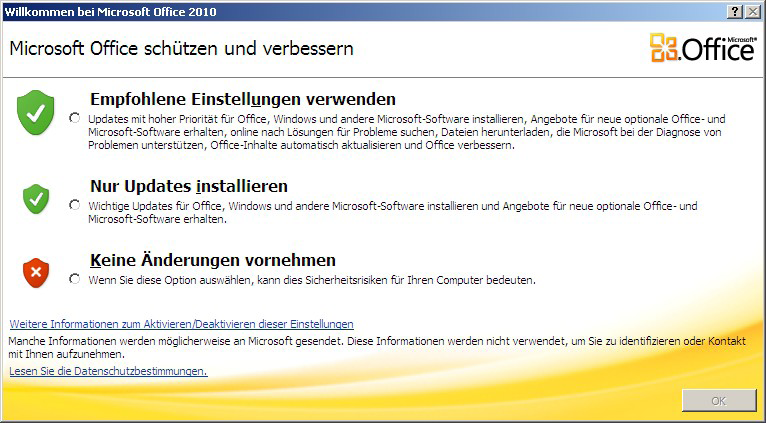 Willkommen bei Microsoft Office 2010
Microsoft Office schützen und verbessern
Microsoft®
Office
Empfohlene Einstellungen verwenden
Updates mit hoher Priorität für Office, Windows und andere Microsoft-Software installieren, Angebote für neue optionale Office- und
Microsoft-Software erhalten, online nach Lösungen für Probleme suchen, Dateien herunterladen, die Microsoft bei der Diagnose von
Problemen unterstützen, Office-Inhalte automatisch aktualisieren und Office verbessern.
Nur Updates installieren
Wichtige Updates für Office, Windows und andere Microsoft-Software installieren und Angebote für neue optionale Office- und
Microsoft-Software erhalten.
Keine Änderungen vornehmen
Wenn Sie diese Option auswählen, kann dies Sicherheitsrisiken für Ihren Computer bedeuten.
Weitere Informationen zum Aktivieren/Deaktivieren dieser Einstellungen
Manche Informationen werden möglicherweise an Microsoft gesendet. Diese Informationen werden nicht verwendet, um Sie zu identifizieren oder Kontakt
mit Ihnen aufzunehmen.
Lesen Sie die Datenschutzbestimmungen.
OK